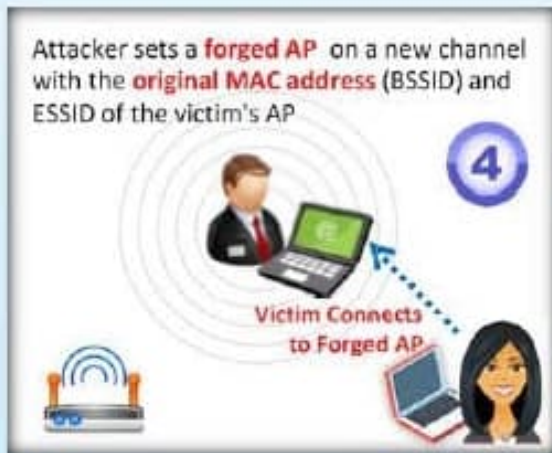 Attacker sets a forged AP on a new channel
with the original MAC address (BSSID) and
ESSID of the victim's AP
4
Victim Connects
to Forged AP